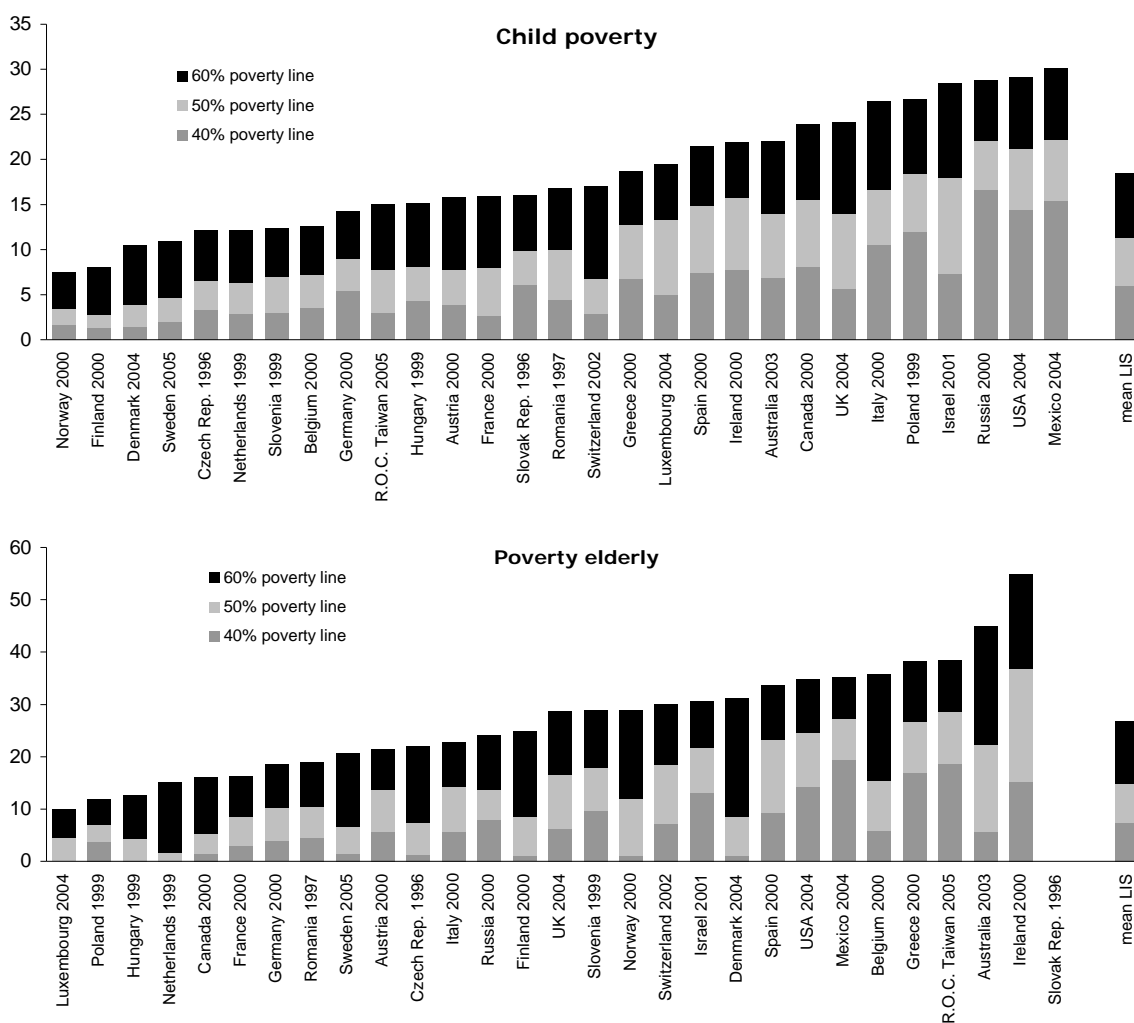 Child poverty
35
30
25
20
15
10
5
0
60% poverty line
50% poverty line
40% poverty line
Norway 2000
Finland 2000
Denmark 2004
Sweden 2005
Czech Rep. 1996
Netherlands 1999
Slovenia 1999
Belgium 2000
Germany 2000
R.O.C. Taiwan 2005
Hungary 1999
Austria 2000
France 2000
Slovak Rep. 1996
Romania 1997
Switzerland 2002
Greece 2000
Luxembourg 2004
Spain 2000
Ireland 2000
Australia 2003
Canada 2000
UK 2004
Italy 2000
Poland 1999
Israel 2001
Russia 2000
USA 2004
Mexico 2004
mean LIS
Poverty elderly
60
50
40
30
20
10
0
60% poverty line
50% poverty line
40% poverty line
Luxembourg 2004
Poland 1999
Hungary 1999
Netherlands 1999
Canada 2000
France 2000
Germany 2000
Romania 1997
Sweden 2005
Austria 2000
Czech Rep. 1996
Italy 2000
Russia 2000
Finland 2000
UK 2004
Slovenia 1999
Norway 2000
Switzerland 2002
Israel 2001
Denmark 2004
Spain 2000
USA 2004
Mexico 2004
Belgium 2000
Greece 2000
R.O.C. Taiwan 2005
Australia 2003
Ireland 2000
Slovak Rep. 1996
mean LIS